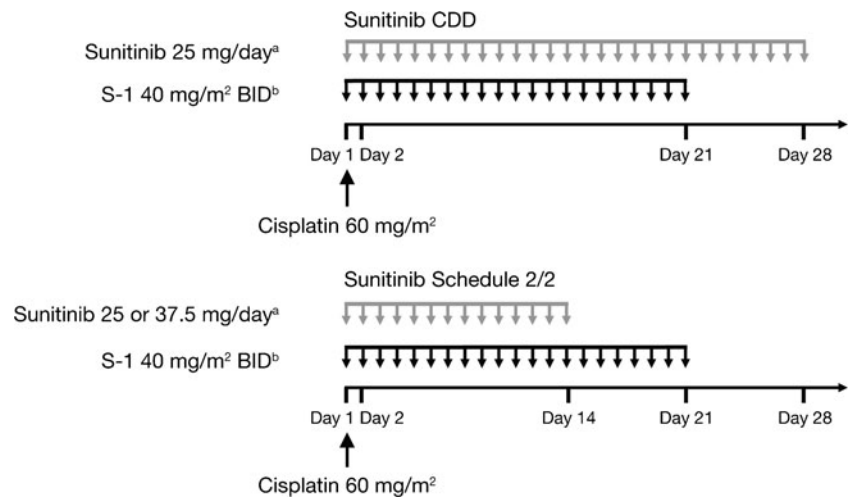 Sunitinib CDD
Sunitinib 25 mg/dayᵃ
S-1 40 mg/m² BIDᵇ
Day 1 Day 2 Day 21 Day 28
Cisplatin 60 mg/m²
Sunitinib Schedule 2/2
Sunitinib 25 or 37.5 mg/dayᵃ
S-1 40 mg/m² BIDᵇ
Day 1 Day 2 Day 14 Day 21 Day 28
Cisplatin 60 mg/m²